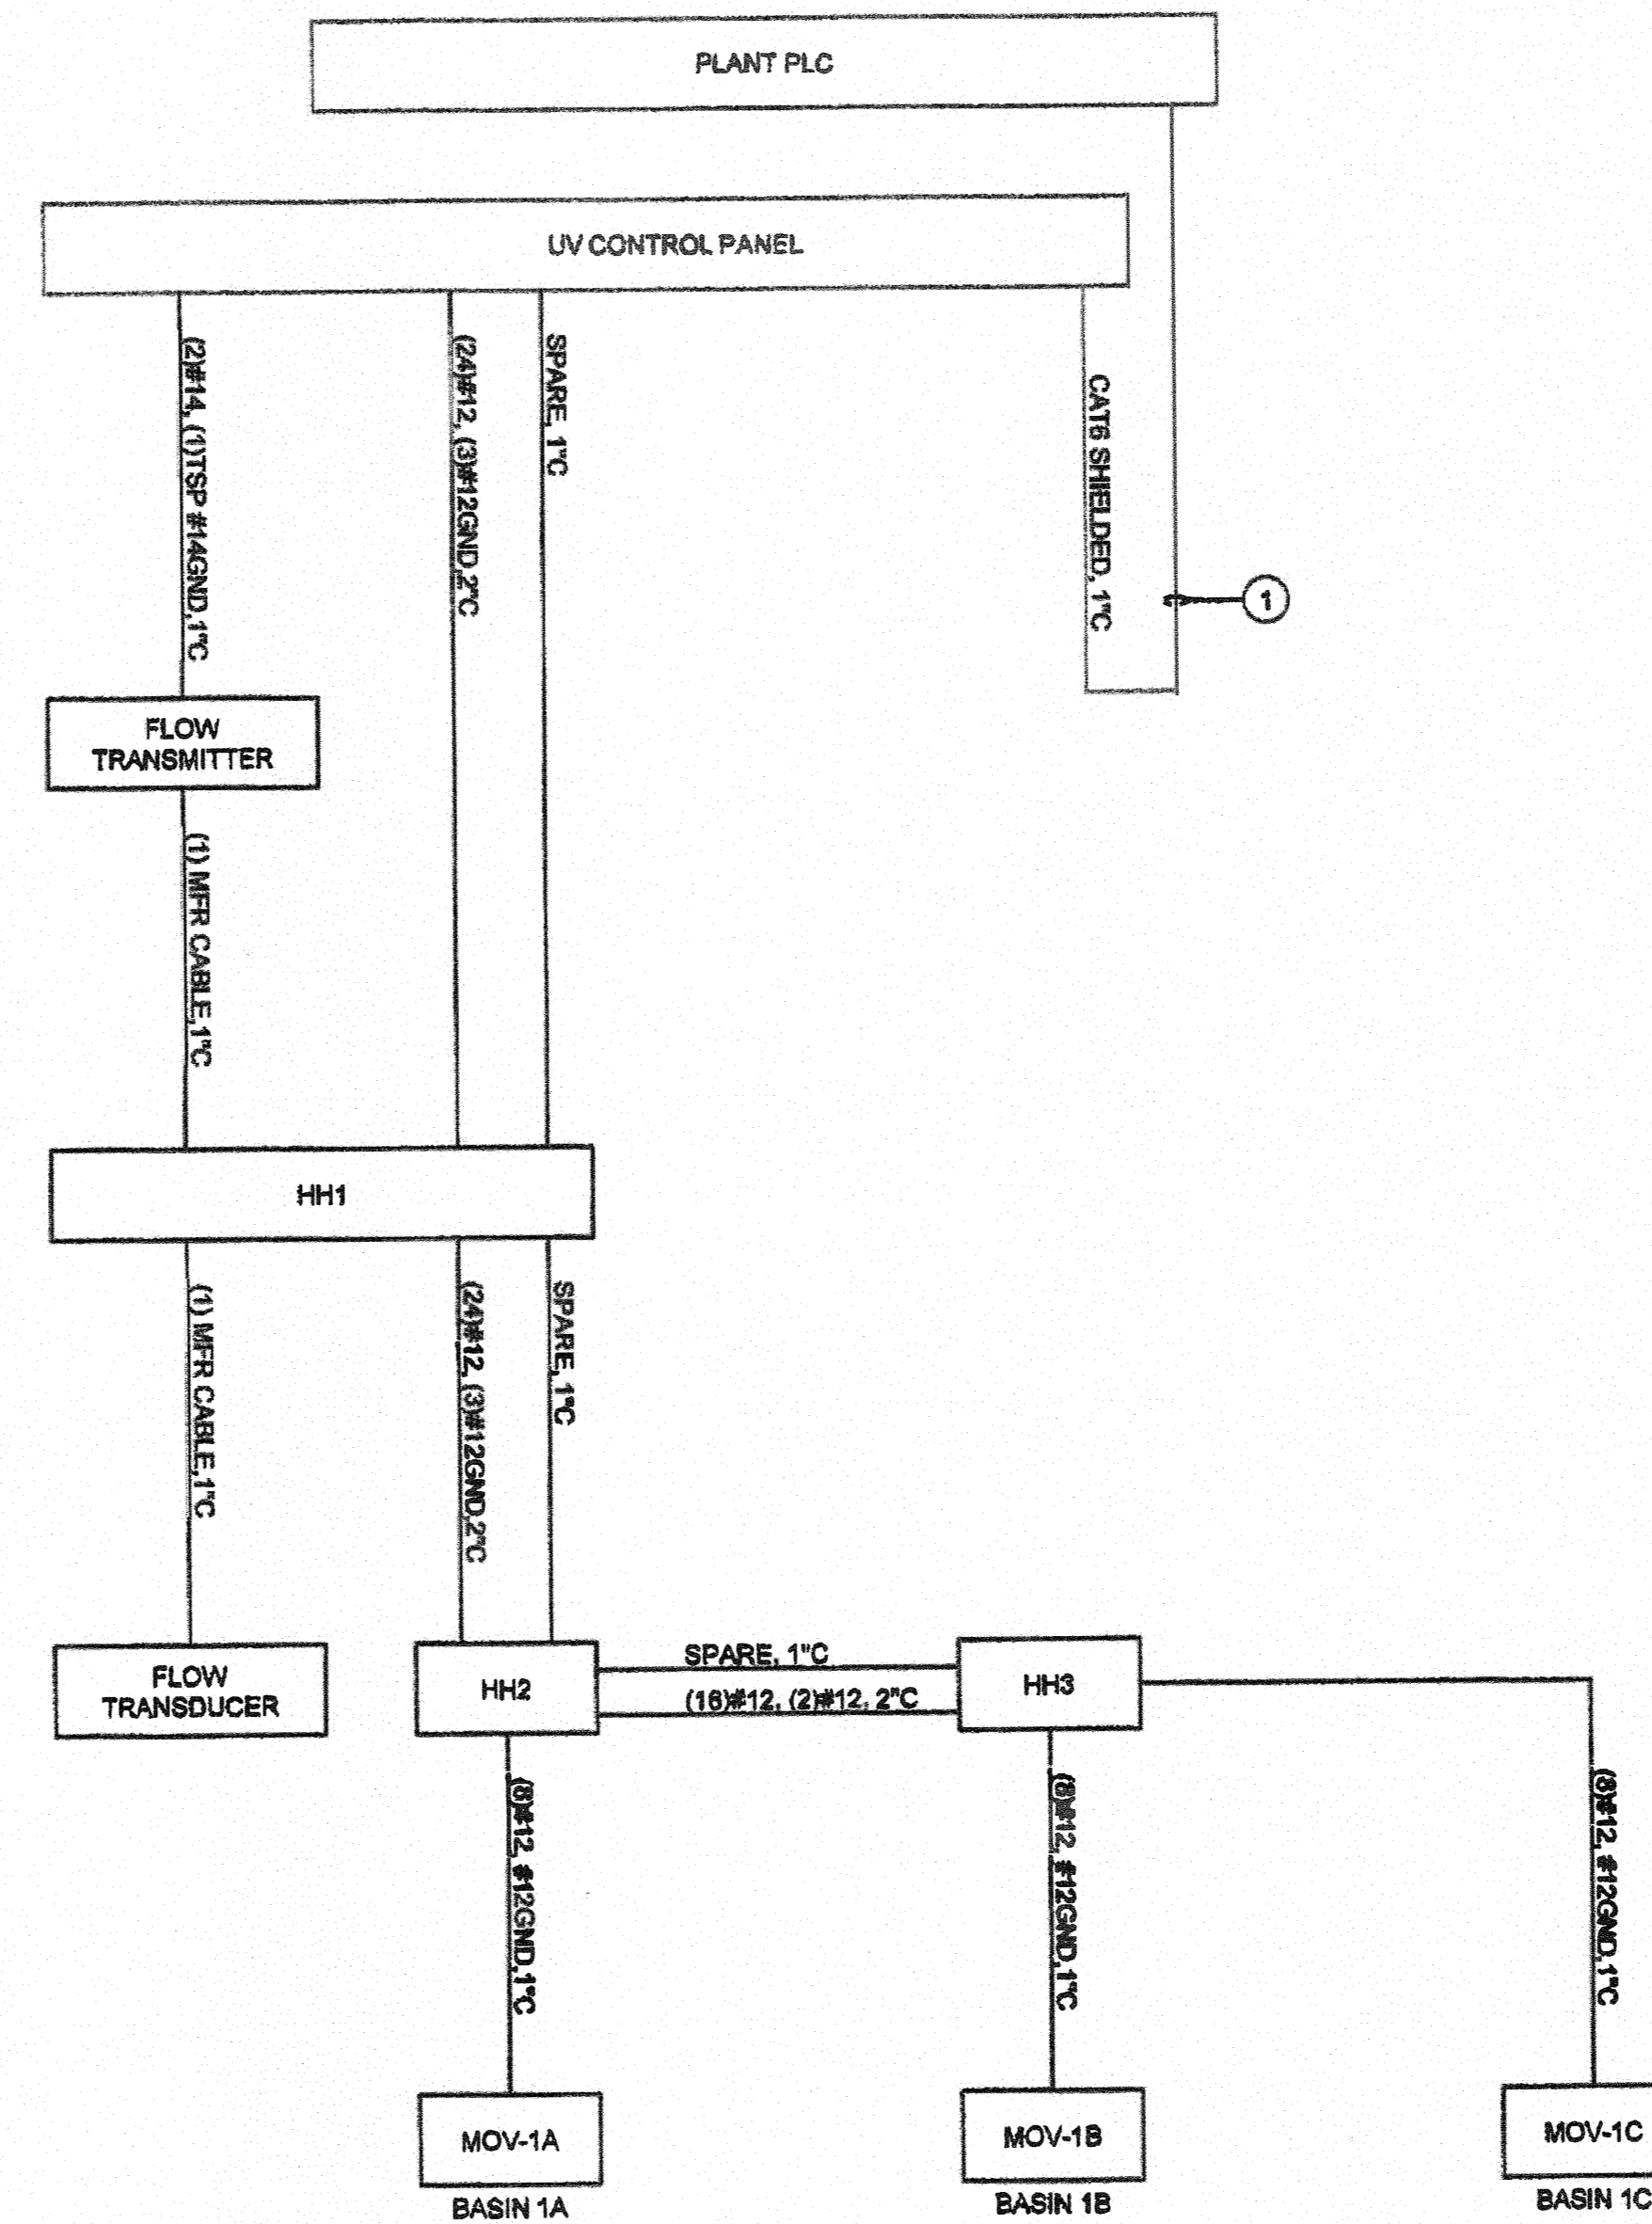 PLANT PLC
UV CONTROL PANEL
(2)#14, (1)TSP #14GND,1"C
(24)#12, (3)#12GND,2"C
SPARE, 1"C
CAT6 SHIELDED, 1"C
1
FLOW
TRANSMITTER
(1) MFR CABLE,1"C
HH1
(1) MFR CABLE,1"C
(24)#12, (3)#12GND,2"C
SPARE, 1"C
FLOW
TRANSDUCER
HH2
SPARE, 1"C
(16)#12, (2)#12, 2"C
HH3
(8)#12, #12GND,1"C
(8)#12, #12GND,1"C
(8)#12, #12GND,1"C
MOV-1A
BASIN 1A
MOV-1B
BASIN 1B
MOV-1C
BASIN 1C